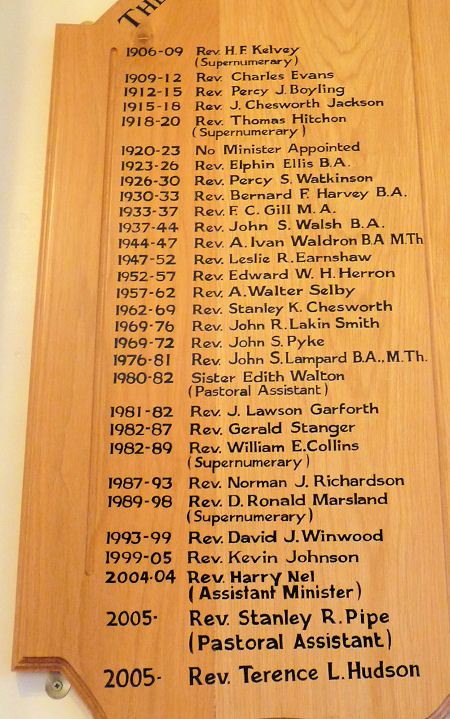 THE
1906-09 Rev. H.F. Kelvey
(Supernumerary)
1909-12 Rev. Charles Evans
1912-15 Rev. Percy J. Boyling
1915-18 Rev. J. Chesworth Jackson
1918-20 Rev. Thomas Hitchon
(Supernumerary)
1920-23 No Minister Appointed
1923-26 Rev. Elphin Ellis B.A.
1926-30 Rev. Percy S. Watkinson
1930-33 Rev. Bernard F. Harvey B.A.
1933-37 Rev. F. C. Gill M.A.
1937-44 Rev. John S. Walsh B.A.
1944-47 Rev. A. Ivan Waldron B.A M.Th
1947-52 Rev. Leslie R. Earnshaw
1952-57 Rev. Edward W. H. Herron
1957-62 Rev. A. Walter Selby
1962-69 Rev. Stanley K. Chesworth
1969-76 Rev. John R. Lakin Smith
1969-72 Rev. John S. Pyke
1976-81 Rev. John S. Lampard B.A., M.Th.
1980-82 Sister Edith Walton
(Pastoral Assistant)
1981-82 Rev. J. Lawson Garforth
1982-87 Rev. Gerald Stanger
1982-89 Rev. William E. Collins
(Supernumerary)
1987-93 Rev. Norman J. Richardson
1989-98 Rev. D. Ronald Marsland
(Supernumerary)
1993-99 Rev. David J. Winwood
1999-05 Rev. Kevin Johnson
2004-04 Rev. Harry Nel
(Assistant Minister)
2005- Rev. Stanley R. Pipe
(Pastoral Assistant)
2005- Rev. Terence L. Hudson